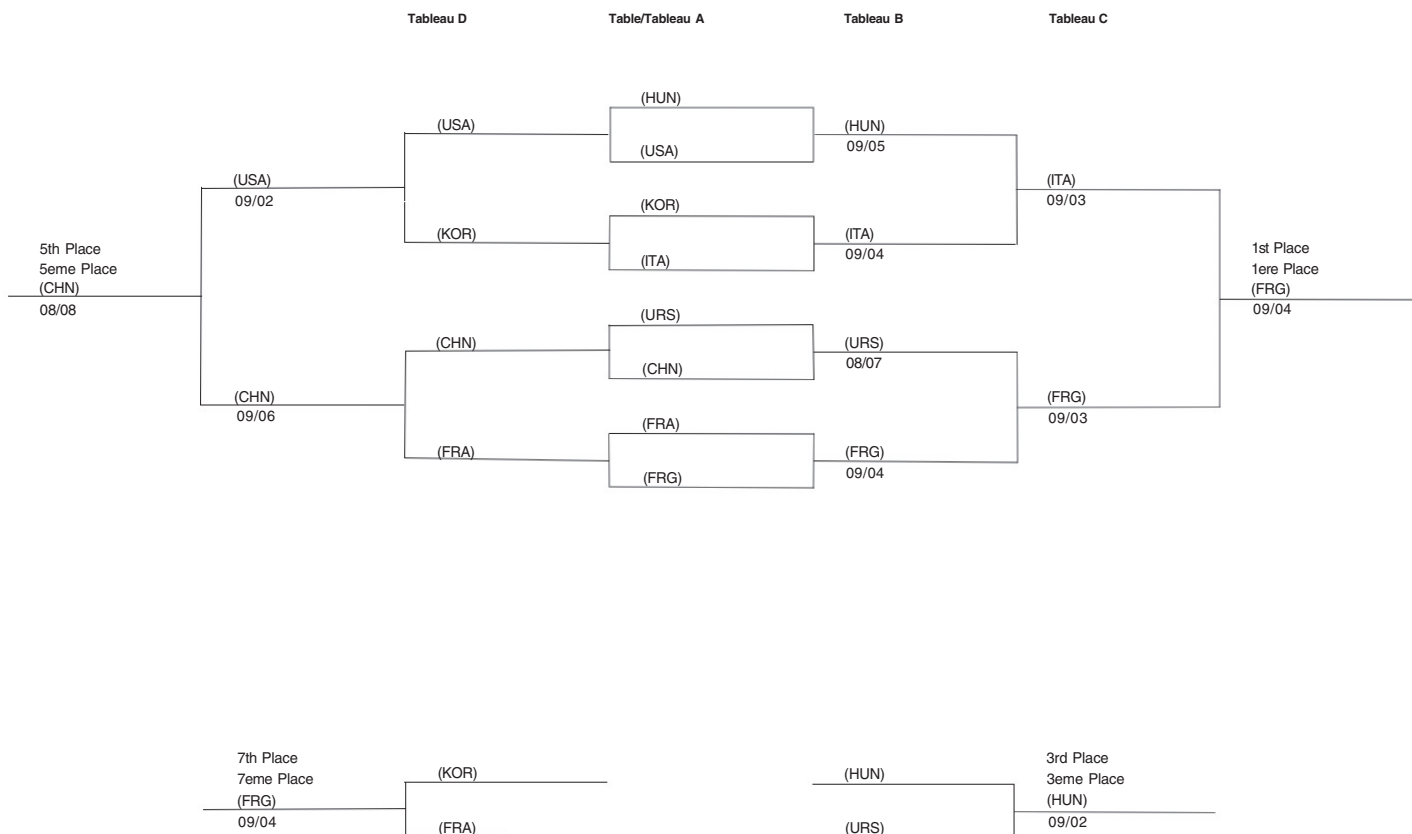 Tableau D Table/Tableau A Tableau B Tableau C
(HUN)
(USA) (HUN)
09/05
(USA)
(USA) (ITA)
09/02 09/03
(KOR)
(KOR) (ITA)
09/04
(ITA)
5th Place 1st Place
5eme Place 1ere Place
(CHN) (FRG)
08/08 09/04
(URS)
(CHN) (URS)
08/07
(CHN)
(CHN) (FRG)
09/06 09/03
(FRA)
(FRA) (FRG)
09/04
(FRG)
7th Place 3rd Place
7eme Place (KOR) (HUN) 3eme Place
(FRG) (HUN)
09/04 09/02
(FRA) (URS)